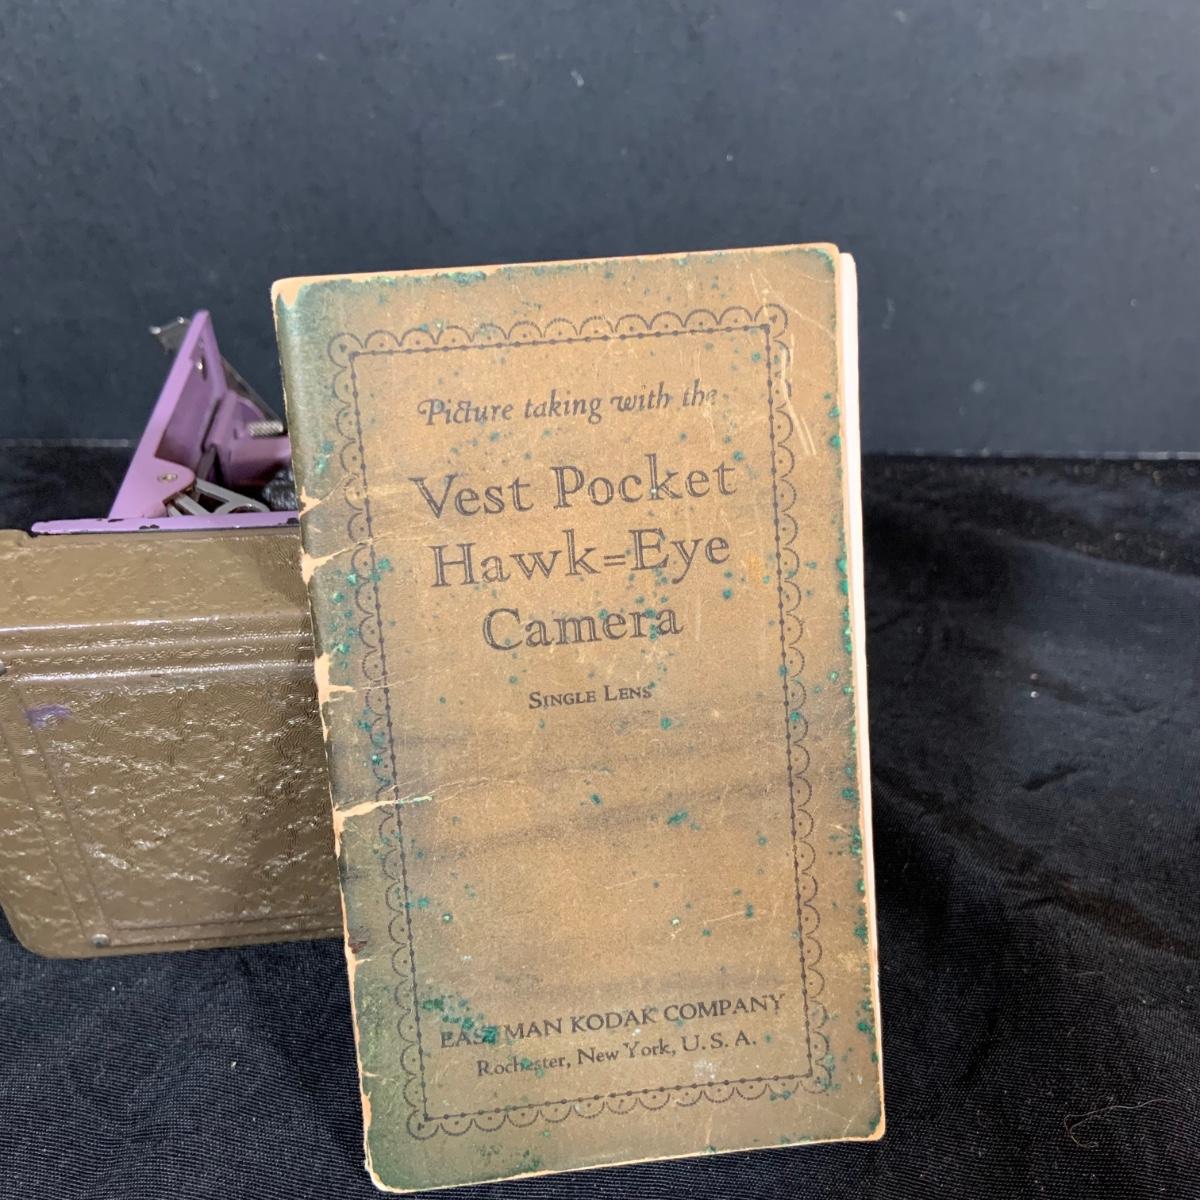 Picture taking with the
Vest Pocket
Hawk=Eye
Camera
SINGLE LENS
EASTMAN KODAK COMPANY
Rochester, New York, U. S. A.